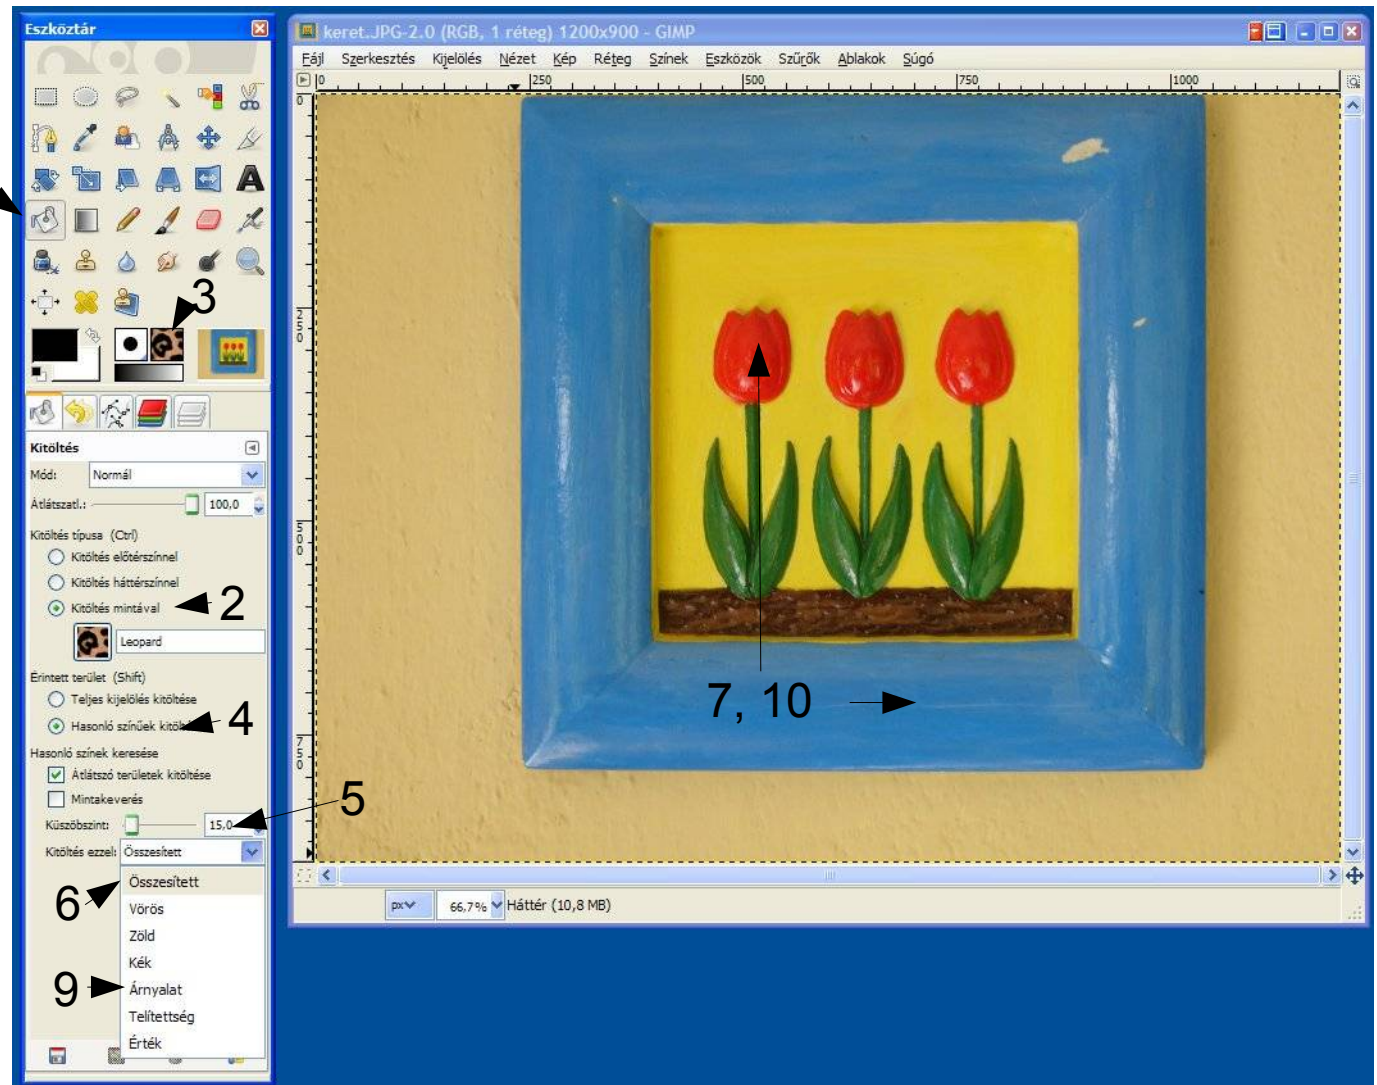 Eszköztár
keret.JPG-2.0 (RGB, 1 réteg) 1200x900 - GIMP
Fájl Szerkesztés Kijelölés Nézet Kép Réteg Színek Eszközök Szűrők Ablakok Súgó
0 250 500 750 1000
0
250
500
750
3
Kitöltés
Mód: Normál
Átlátszatl.: 100,0
Kitöltés típusa (Ctrl)
Kitöltés előtérszínnel
Kitöltés háttérszínnel
Kitöltés mintával
2
Leopard
Érintett terület (Shift)
Teljes kijelölés kitöltése
Hasonló színűek
4
7, 10
Hasonló színek keresése
Átlátszó területek kitöltése
Mintakeverés
5
Küszöbszint: 15,0
Kitöltés ezzel: Összesített
6
Összesített
Vörös
Zöld
Kék
9
Árnyalat
Telítettség
Érték
px 66,7% Háttér (10,8 MB)